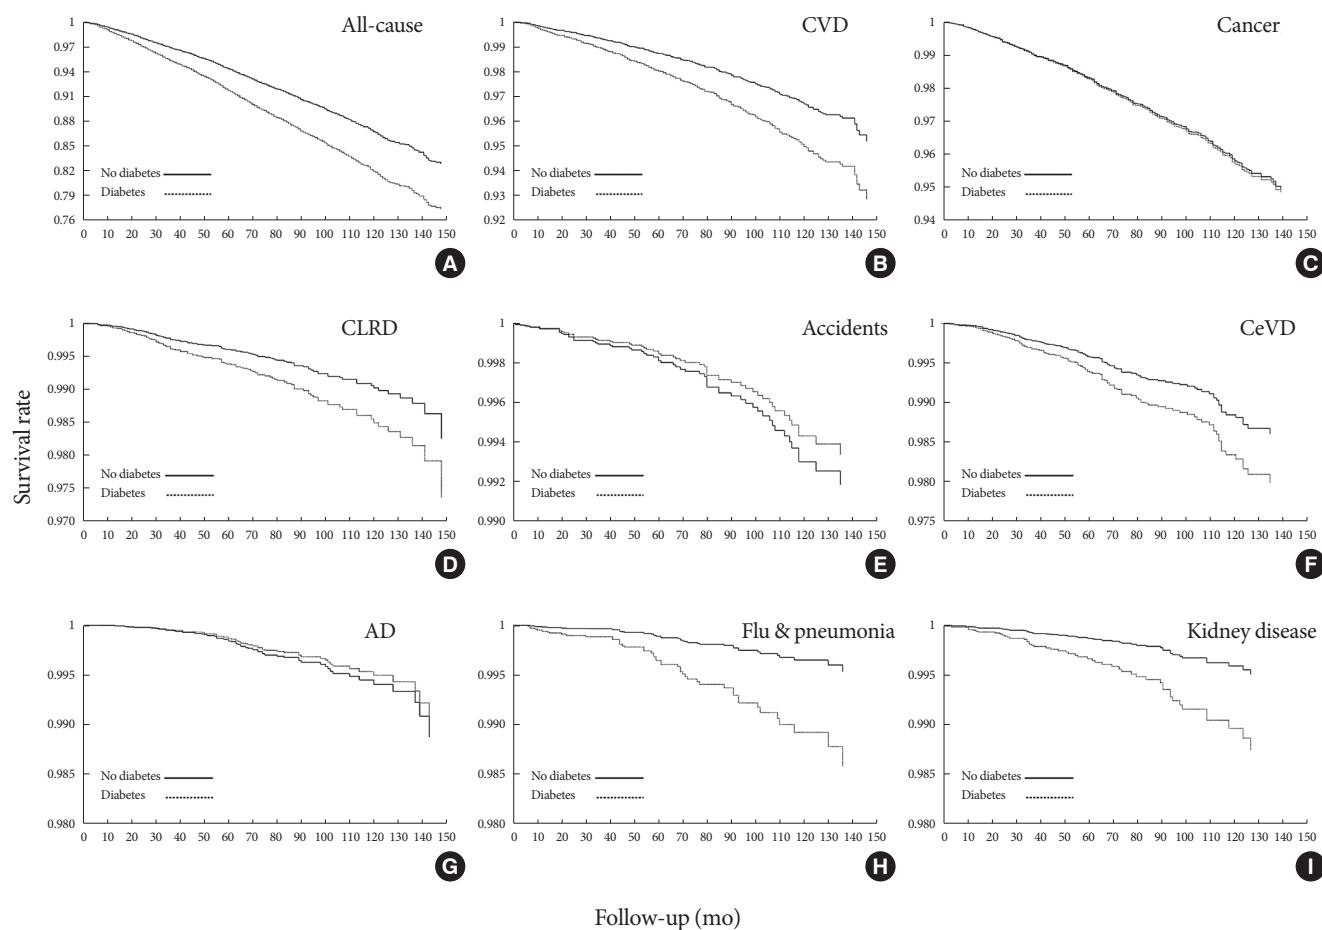 All-cause
1
0.97
0.94
0.91
0.88
0.85
0.82
0.79
0.76
No diabetes
Diabetes
0 10 20 30 40 50 60 70 80 90 100 110 120 130 140 150
A
CVD
1
0.99
0.98
0.97
0.96
0.94
0.93
0.92
No diabetes
Diabetes
0 10 20 30 40 50 60 70 80 90 100 110 120 130 140 150
B
Cancer
1
0.99
0.98
0.97
0.96
0.95
0.94
No diabetes
Diabetes
0 10 20 30 40 50 60 70 80 90 100 110 120 130 140 150
C
Survival rate
CLRD
1
0.995
0.990
0.985
0.980
0.975
0.970
No diabetes
Diabetes
0 10 20 30 40 50 60 70 80 90 100 110 120 130 140 150
D
Accidents
1
0.998
0.996
0.994
0.992
0.990
No diabetes
Diabetes
0 10 20 30 40 50 60 70 80 90 100 110 120 130 140 150
E
CeVD
1
0.995
0.990
0.985
0.980
0.975
No diabetes
Diabetes
0 10 20 30 40 50 60 70 80 90 100 110 120 130 140 150
F
AD
1
0.995
0.990
0.985
0.980
No diabetes
Diabetes
0 10 20 30 40 50 60 70 80 90 100 110 120 130 140 150
G
Flu & pneumonia
1
0.995
0.990
0.985
0.980
No diabetes
Diabetes
0 10 20 30 40 50 60 70 80 90 100 110 120 130 140 150
H
Kidney disease
1
0.995
0.990
0.985
0.980
No diabetes
Diabetes
0 10 20 30 40 50 60 70 80 90 100 110 120 130 140 150
I
Follow-up (mo)